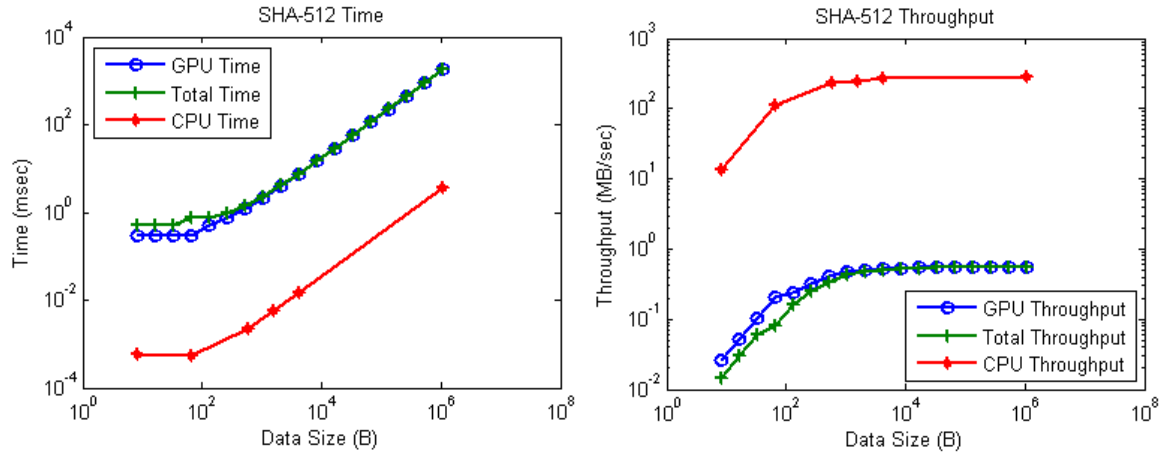 SHA-512 Time
10^4
10^2
10^0
10^-2
10^-4
Time (msec)
GPU Time
Total Time
CPU Time
10^0 10^2 10^4 10^6 10^8
Data Size (B)
SHA-512 Throughput
10^3
10^2
10^1
10^0
10^-1
10^-2
Throughput (MB/sec)
GPU Throughput
Total Throughput
CPU Throughput
10^0 10^2 10^4 10^6 10^8
Data Size (B)